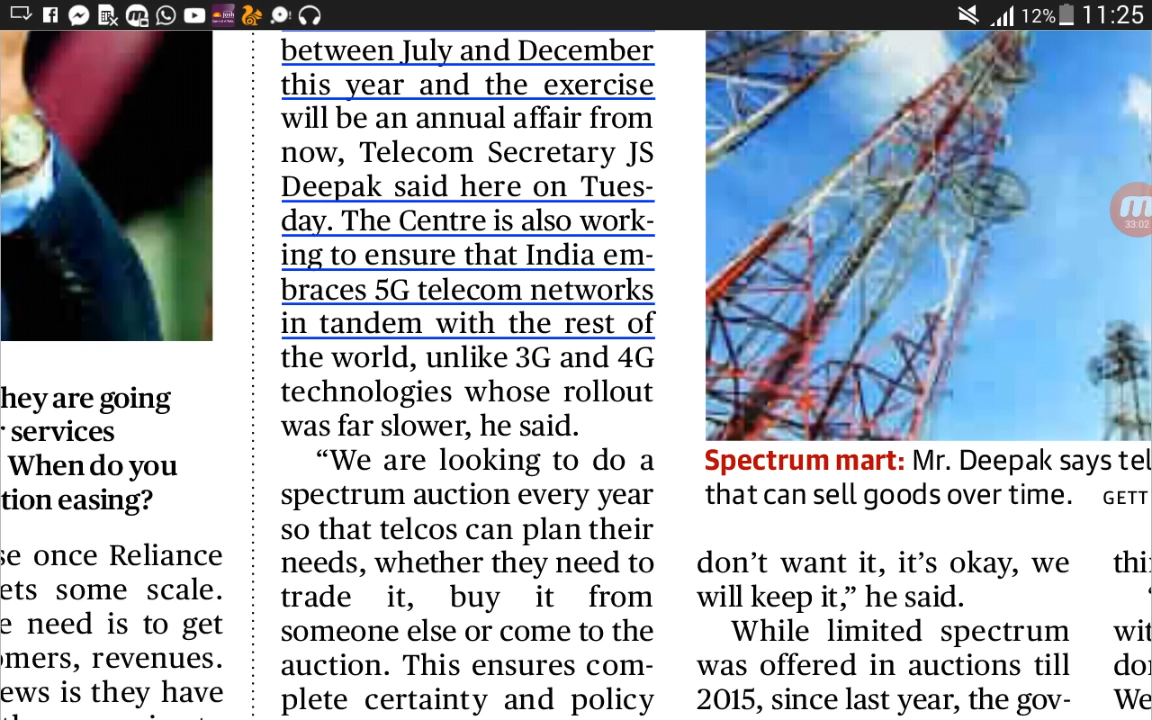 12% 11:25
33:02
hey are going
services
When do you
tion easing?
se once Reliance
ets some scale.
e need is to get
omers, revenues.
ews is they have
between July and December
this year and the exercise
will be an annual affair from
now, Telecom Secretary JS
Deepak said here on Tues-
day. The Centre is also work-
ing to ensure that India em-
braces 5G telecom networks
in tandem with the rest of
the world, unlike 3G and 4G
technologies whose rollout
was far slower, he said.
“We are looking to do a
spectrum auction every year
so that telcos can plan their
needs, whether they need to
trade it, buy it from
someone else or come to the
auction. This ensures com-
plete certainty and policy
Spectrum mart: Mr. Deepak says tel
that can sell goods over time. GETT
don’t want it, it’s okay, we
will keep it,” he said.
While limited spectrum
was offered in auctions till
2015, since last year, the gov-
thi
wit
do
We